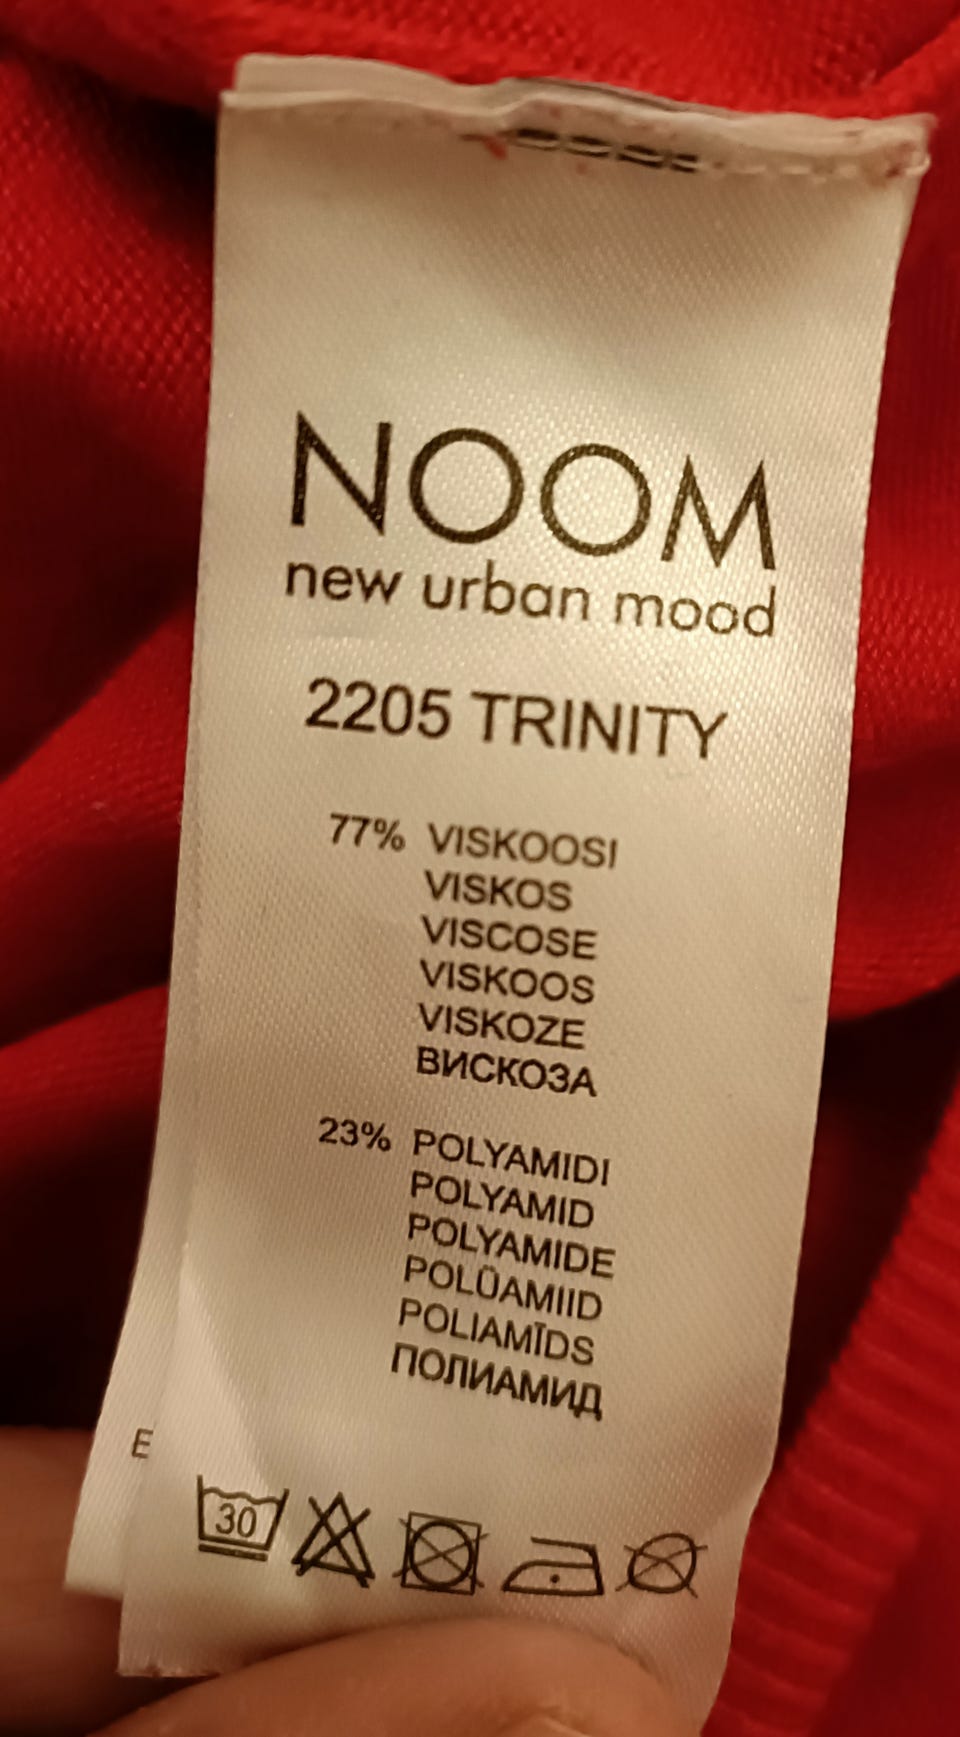 NOOM
new urban mood
2205 TRINITY
77% VISKOOSI
VISKOS
VISCOSE
VISKOOS
VISKOZE
ВИСКОЗА
23% POLYAMIDI
POLYAMID
POLYAMIDE
POLÜAMIID
POLIAMĪDS
ПОЛИАМИД
E
30